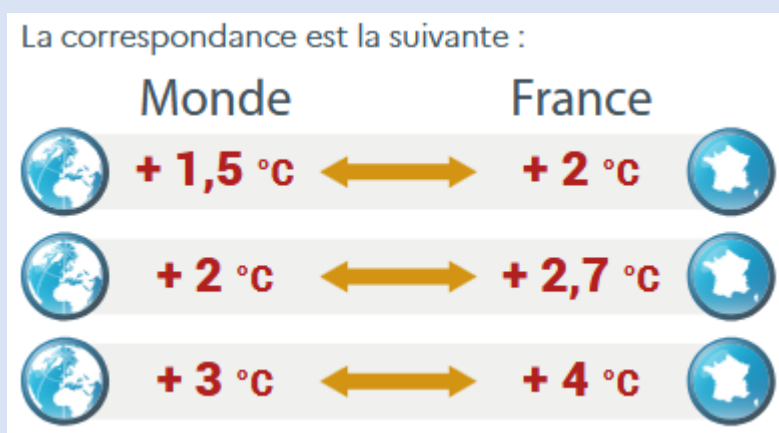 La correspondance est la suivante :
Monde France
+ 1,5 °C + 2 °C
+ 2 °C + 2,7 °C
+ 3 °C + 4 °C